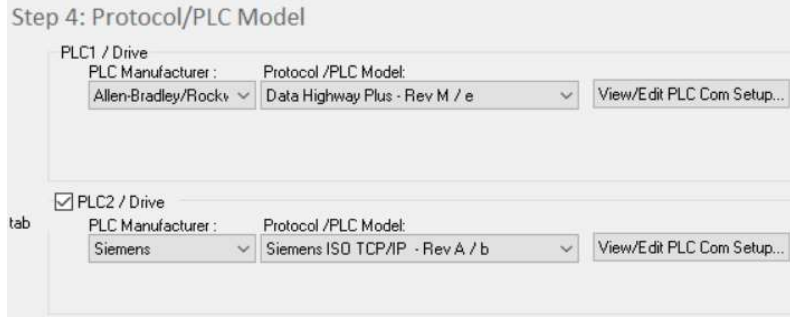 Step 4: Protocol/PLC Model
PLC1 / Drive
PLC Manufacturer : Protocol /PLC Model:
Allen-Bradley/Rockw Data Highway Plus - Rev M / e View/Edit PLC Com Setup...
PLC2 / Drive
tab PLC Manufacturer : Protocol /PLC Model:
Siemens Siemens ISO TCP/IP - Rev A / b View/Edit PLC Com Setup...